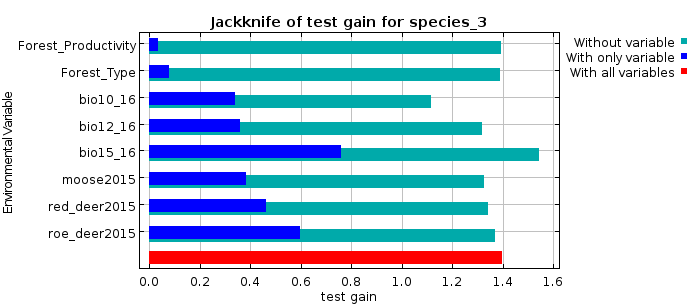 Jackknife of test gain for species_3
Environmental Variable
Forest_Productivity
Forest_Type
bio10_16
bio12_16
bio15_16
moose2015
red_deer2015
roe_deer2015
0.0 0.2 0.4 0.6 0.8 1.0 1.2 1.4 1.6
test gain
Without variable
With only variable
With all variables